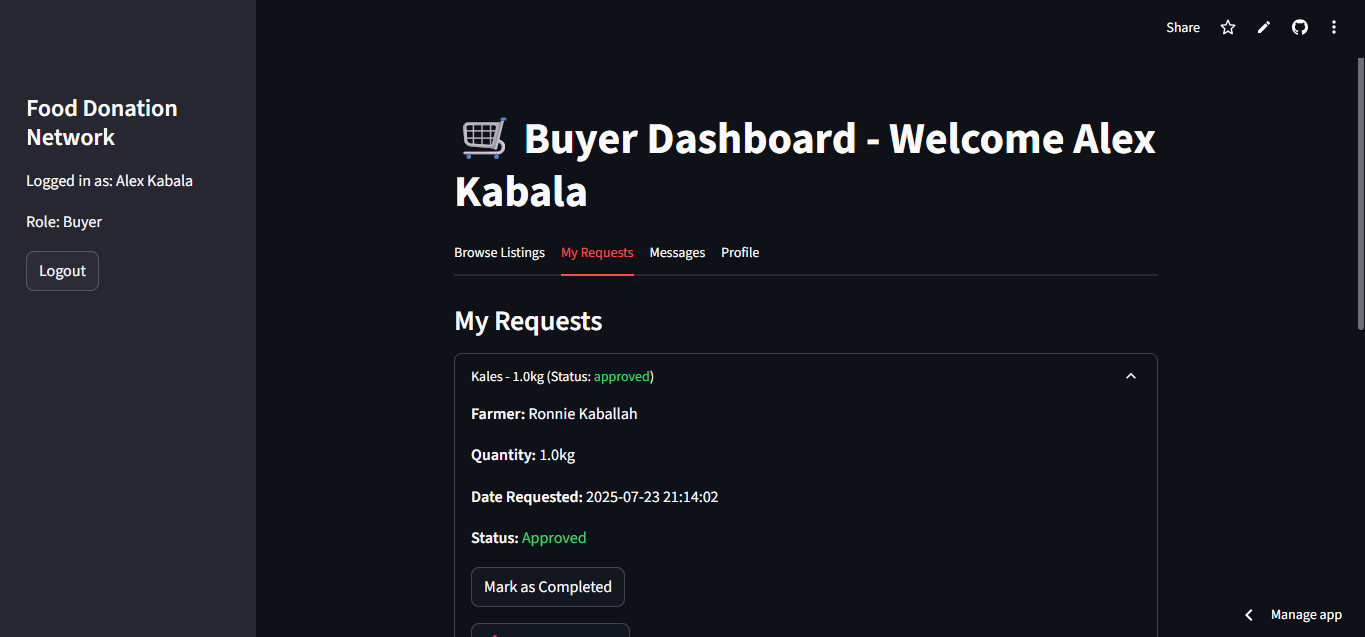 Share
Food Donation
Network
Logged in as: Alex Kabala
Role: Buyer
Logout
Buyer Dashboard - Welcome Alex
Kabala
Browse Listings
My Requests
Messages
Profile
My Requests
Kales - 1.0kg (Status: approved)
Farmer: Ronnie Kaballah
Quantity: 1.0kg
Date Requested: 2025-07-23 21:14:02
Status: Approved
Mark as Completed
Manage app